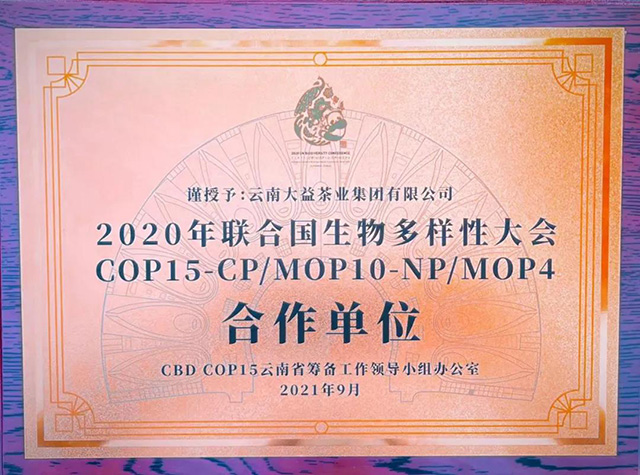 谨授予:云南大益茶业集团有限公司
2020年联合国生物多样性大会
COP15-CP/MOP10-NP/MOP4
合作单位
CBD COP15云南省筹备工作领导小组办公室
2021年9月